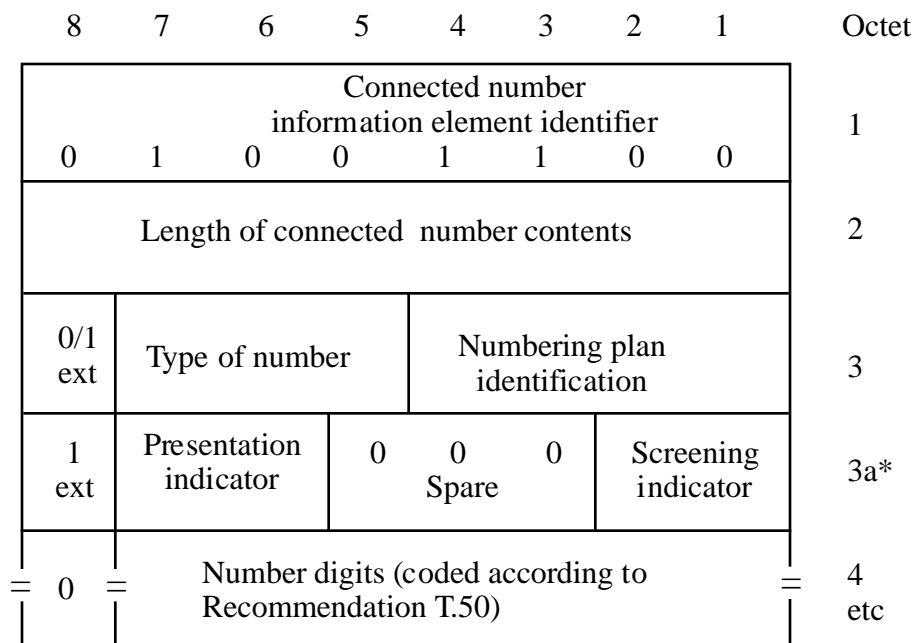 8 7 6 5 4 3 2 1 Octet
Connected number
information element identifier
1
0 1 0 0 1 1 0 0
Length of connected number contents
2
0/1
ext
Type of number
Numbering plan
identification
3
1
ext
Presentation
indicator
0 0 0
Spare
Screening
indicator
3a*
= 0 =
Number digits (coded according to
Recommendation T.50)
=
4
etc